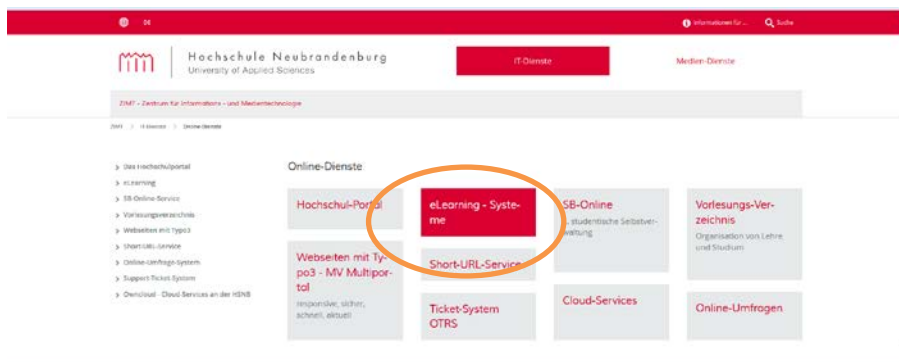 DE
Informationen für ...
Suche
Hochschule Neubrandenburg
University of Applied Sciences
IT-Dienste
Medien-Dienste
ZIMT - Zentrum für Informations - und Medientechnologie
ZIMT > IT-Dienste > Online-Dienste
> Das Hochschulportal
> eLearning
> SB-Online-Service
> Vorlesungsverzeichnis
> Webseiten mit Typo3
> Short-URL-Service
> Online-Umfrage-System
> Support-Ticket-System
> Owncloud - Cloud Services an der HSNB
Online-Dienste
Hochschul-Portal
eLearning - Syste-
me
SB-Online
studentische Selbstver-
waltung
Vorlesungs-Ver-
zeichnis
Organisation von Lehre
und Studium
Webseiten mit Ty-
po3 - MV Multipor-
tal
responsive, sicher,
schnell, aktuell
Short-URL-Service
Ticket-System
OTRS
Cloud-Services
Online-Umfragen